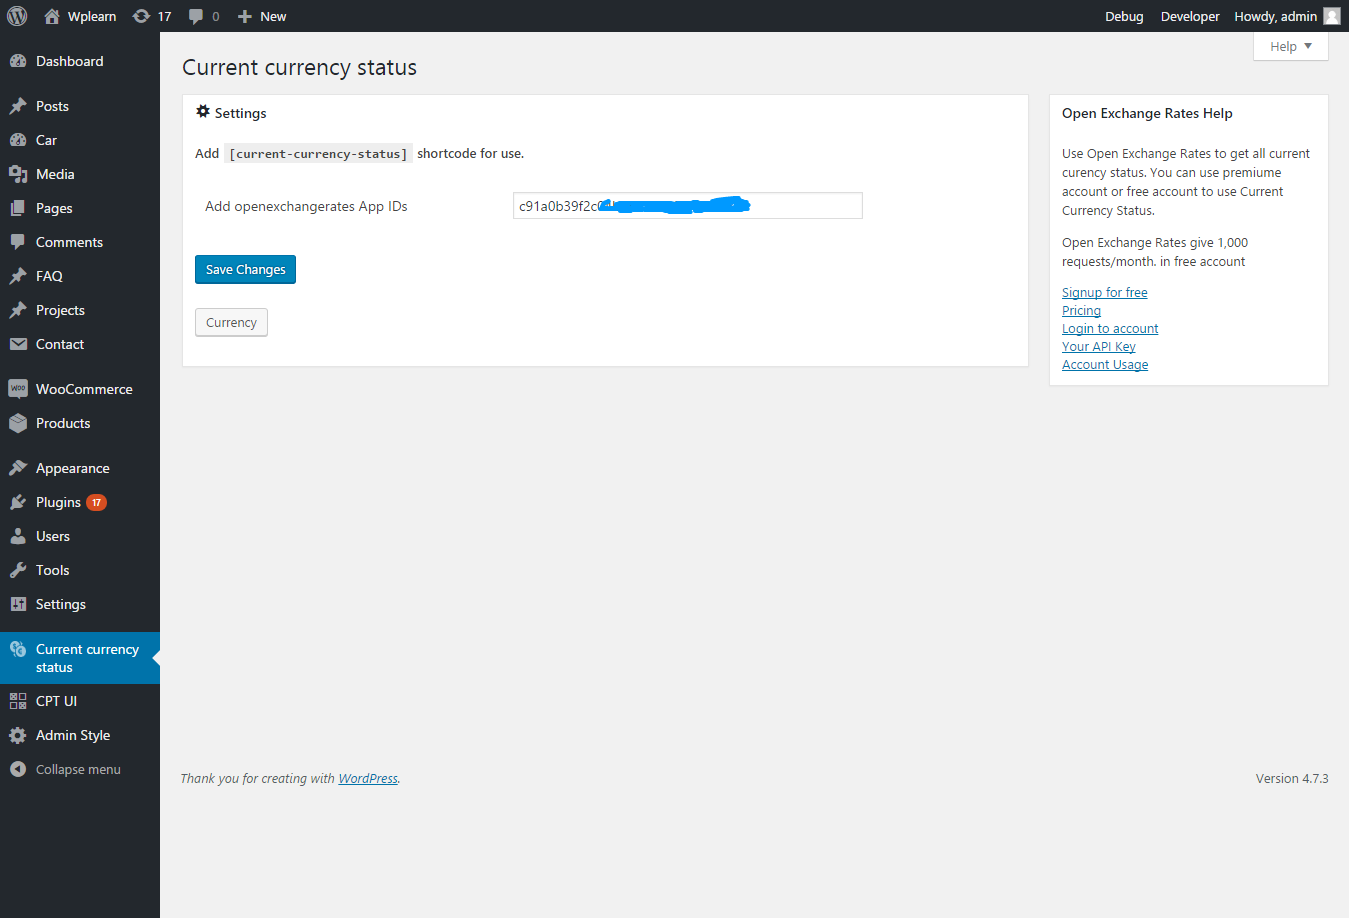 Wplearn 17 0 New Debug Developer Howdy, admin
Help
Dashboard
Posts
Car
Media
Pages
Comments
FAQ
Projects
Contact
WOO WooCommerce
Products
Appearance
Plugins 17
Users
Tools
Settings
Current currency
status
CPT UI
Admin Style
Collapse menu
Current currency status
Settings
Add [current-currency-status] shortcode for use.
Add openexchangerates App IDs c91a0b39f2c0
Save Changes
Currency
Open Exchange Rates Help
Use Open Exchange Rates to get all current
curency status. You can use premiume
account or free account to use Current
Currency Status.
Open Exchange Rates give 1,000
requests/month. in free account
Signup for free
Pricing
Login to account
Your API Key
Account Usage
Thank you for creating with WordPress.
Version 4.7.3